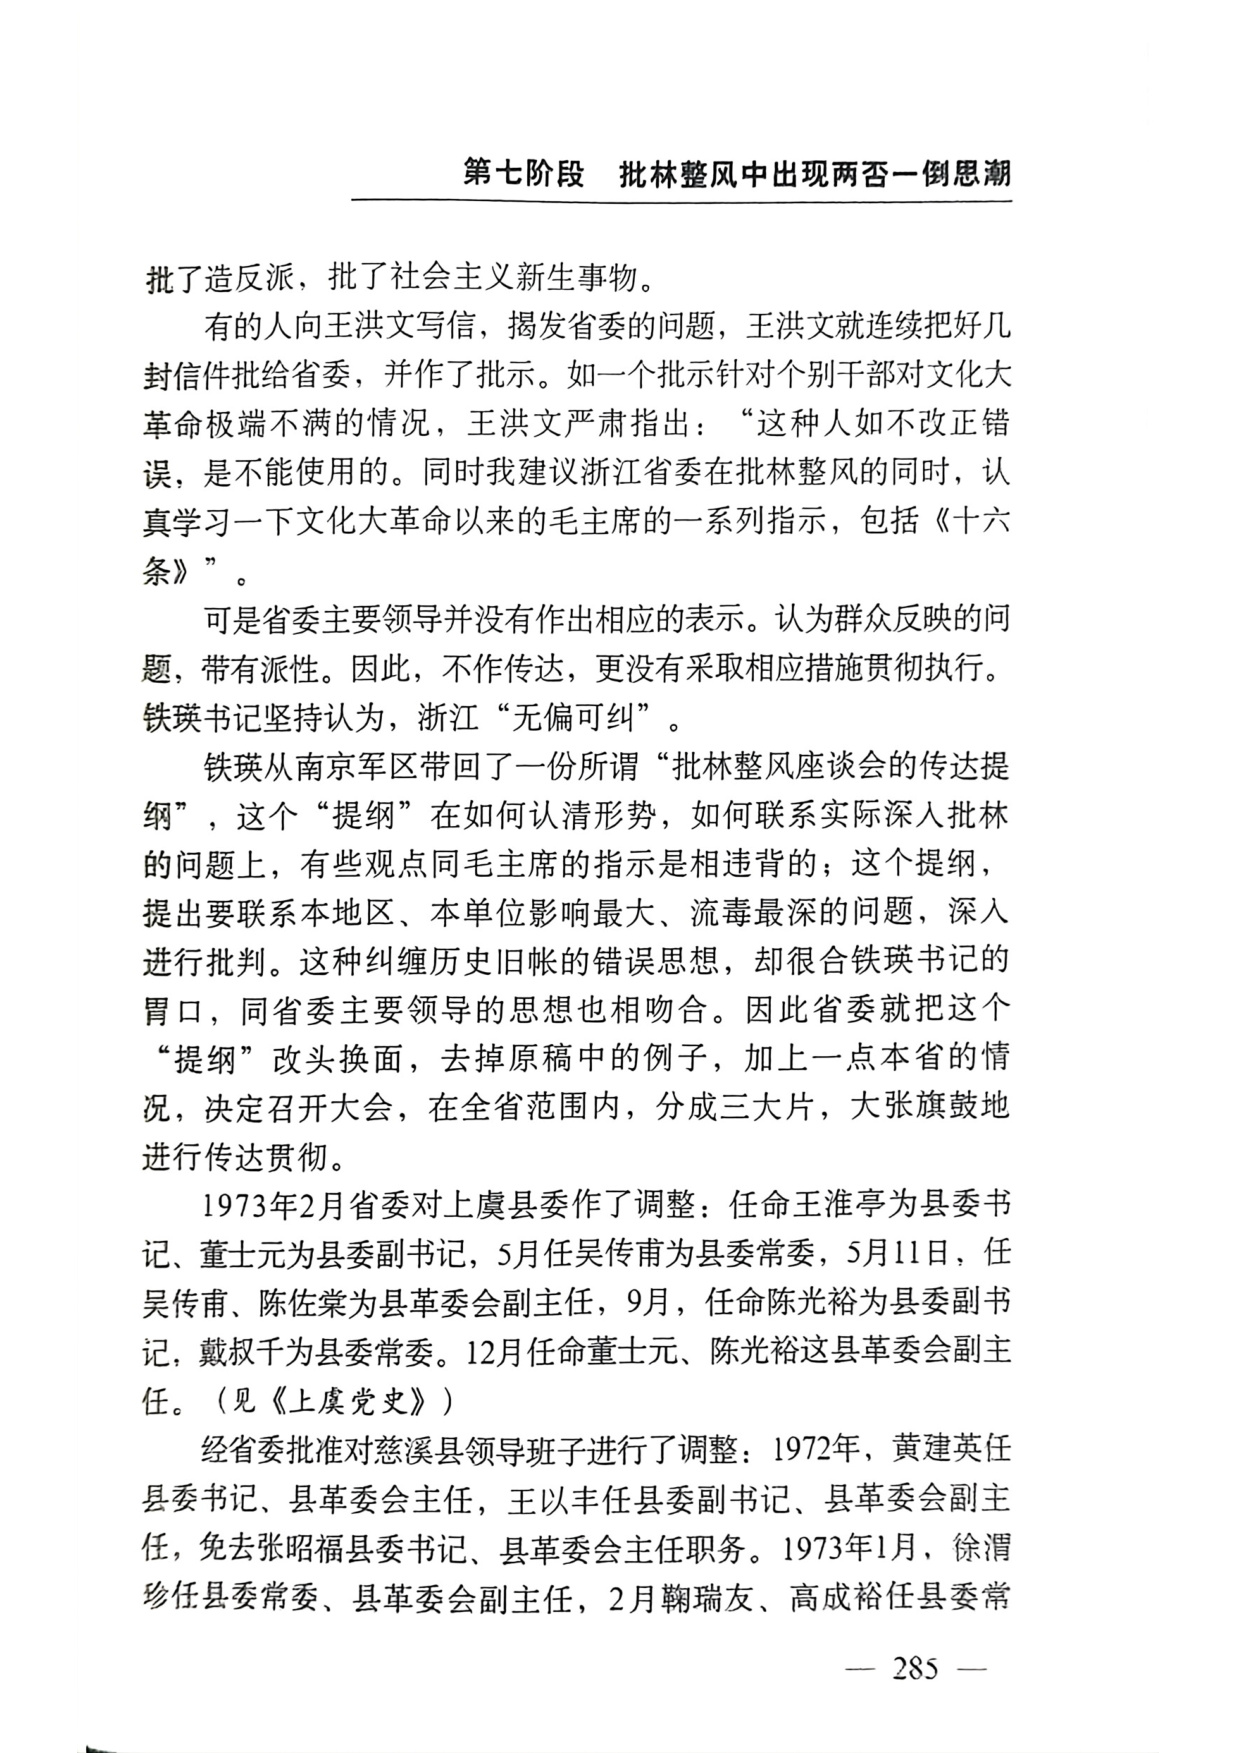 第七阶段　批林整风中出现两否一倒思潮
批了造反派，批了社会主义新生事物。
有的人向王洪文写信，揭发省委的问题，王洪文就连续把好几
封信件批给省委，并作了批示。如一个批示针对个别干部对文化大
革命极端不满的情况，王洪文严肃指出：“这种人如不改正错
误，是不能使用的。同时我建议浙江省委在批林整风的同时，认
真学习一下文化大革命以来的毛主席的一系列指示，包括《十六
条》”。
可是省委主要领导并没有作出相应的表示。认为群众反映的问
题，带有派性。因此，不作传达，更没有采取相应措施贯彻执行。
铁瑛书记坚持认为，浙江“无偏可纠”。
铁瑛从南京军区带回了一份所谓“批林整风座谈会的传达提
纲”，这个“提纲”在如何认清形势，如何联系实际深入批林
的问题上，有些观点同毛主席的指示是相违背的；这个提纲，
提出要联系本地区、本单位影响最大、流毒最深的问题，深入
进行批判。这种纠缠历史旧帐的错误思想，却很合铁瑛书记的
胃口，同省委主要领导的思想也相吻合。因此省委就把这个
“提纲”改头换面，去掉原稿中的例子，加上一点本省的情
况，决定召开大会，在全省范围内，分成三大片，大张旗鼓地
进行传达贯彻。
1973年2月省委对上虞县委作了调整：任命王淮亭为县委书
记、董士元为县委副书记，5月任吴传甫为县委常委，5月11日，任
吴传甫、陈佐棠为县革委会副主任，9月，任命陈光裕为县委副书
记，戴叔千为县委常委。12月任命董士元、陈光裕这县革委会副主
任。（见《上虞党史》）
经省委批准对慈溪县领导班子进行了调整：1972年，黄建英任
县委书记、县革委会主任，王以丰任县委副书记、县革委会副主
任，免去张昭福县委书记、县革委会主任职务。1973年1月，徐渭
珍任县委常委、县革委会副主任，2月鞠瑞友、高成裕任县委常
— 285 —